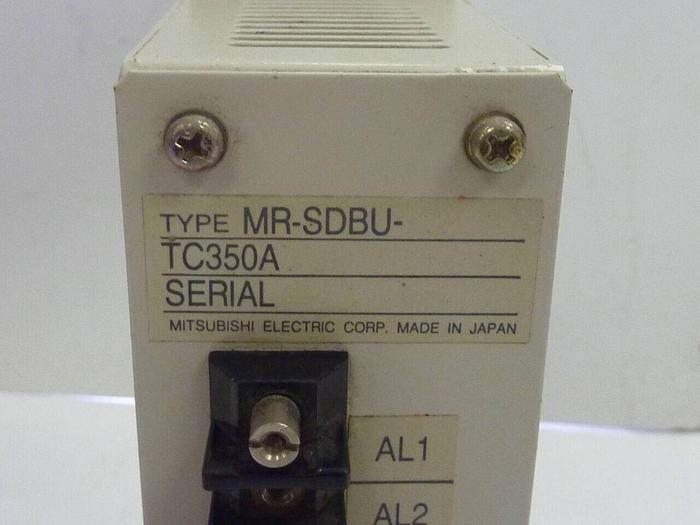 TYPE MR-SDBU-
TC350A
SERIAL
MITSUBISHI ELECTRIC CORP. MADE IN JAPAN
AL1
AL2